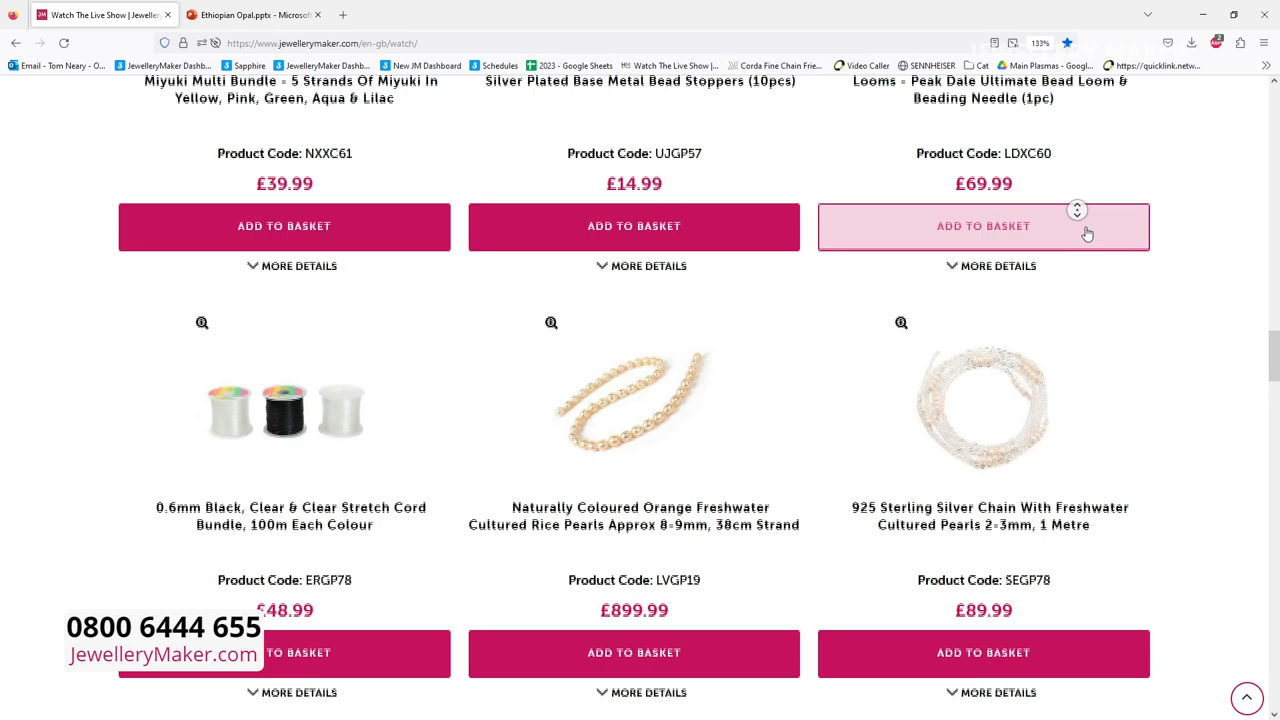 Watch The Live Show | Jeweller
Ethiopian Opal.pptx - Microsof
https://www.jewellerymaker.com/en-gb/watch/
133%
2
Email - Tom Neary - O...
JewelleryMaker Dashb...
Sapphire
JewelleryMaker Dashb...
New JM Dashboard
Schedules
2023 - Google Sheets
Watch The Live Show |...
Corda Fine Chain Frie...
Video Caller
SENNHEISER
Cat
Main Plasmas - Googl...
https://quicklink.netw...
Miyuki Multi Bundle = 5 Strands Of Miyuki In
Yellow, Pink, Green, Aqua & Lilac
Product Code: NXXC61
£39.99
ADD TO BASKET
MORE DETAILS
Silver Plated Base Metal Bead Stoppers (10pcs)
Product Code: UJGP57
£14.99
ADD TO BASKET
MORE DETAILS
Looms = Peak Dale Ultimate Bead Loom &
Beading Needle (1pc)
Product Code: LDXC60
£69.99
ADD TO BASKET
MORE DETAILS
0.6mm Black, Clear & Clear Stretch Cord
Bundle, 100m Each Colour
Product Code: ERGP78
£48.99
TO BASKET
MORE DETAILS
Naturally Coloured Orange Freshwater
Cultured Rice Pearls Approx 8-9mm, 38cm Strand
Product Code: LVGP19
£899.99
ADD TO BASKET
MORE DETAILS
925 Sterling Silver Chain With Freshwater
Cultured Pearls 2-3mm, 1 Metre
Product Code: SEGP78
£89.99
ADD TO BASKET
MORE DETAILS
0800 6444 655
JewelleryMaker.com